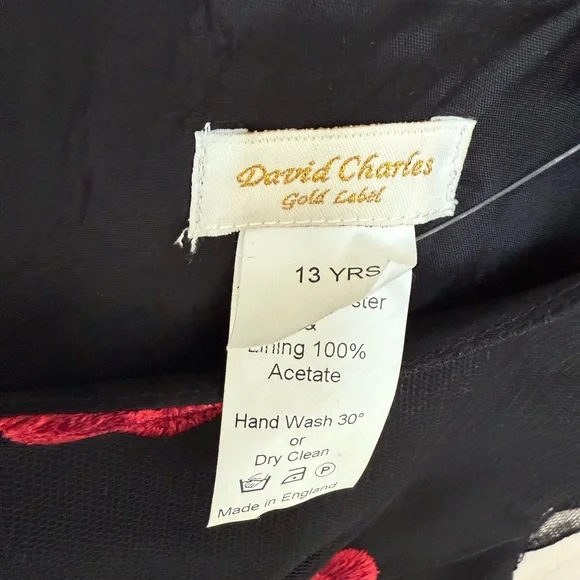 David Charles
Gold Label
13 YRS
&
Lining 100%
Acetate
Hand Wash 30°
or
Dry Clean
P
Made in England